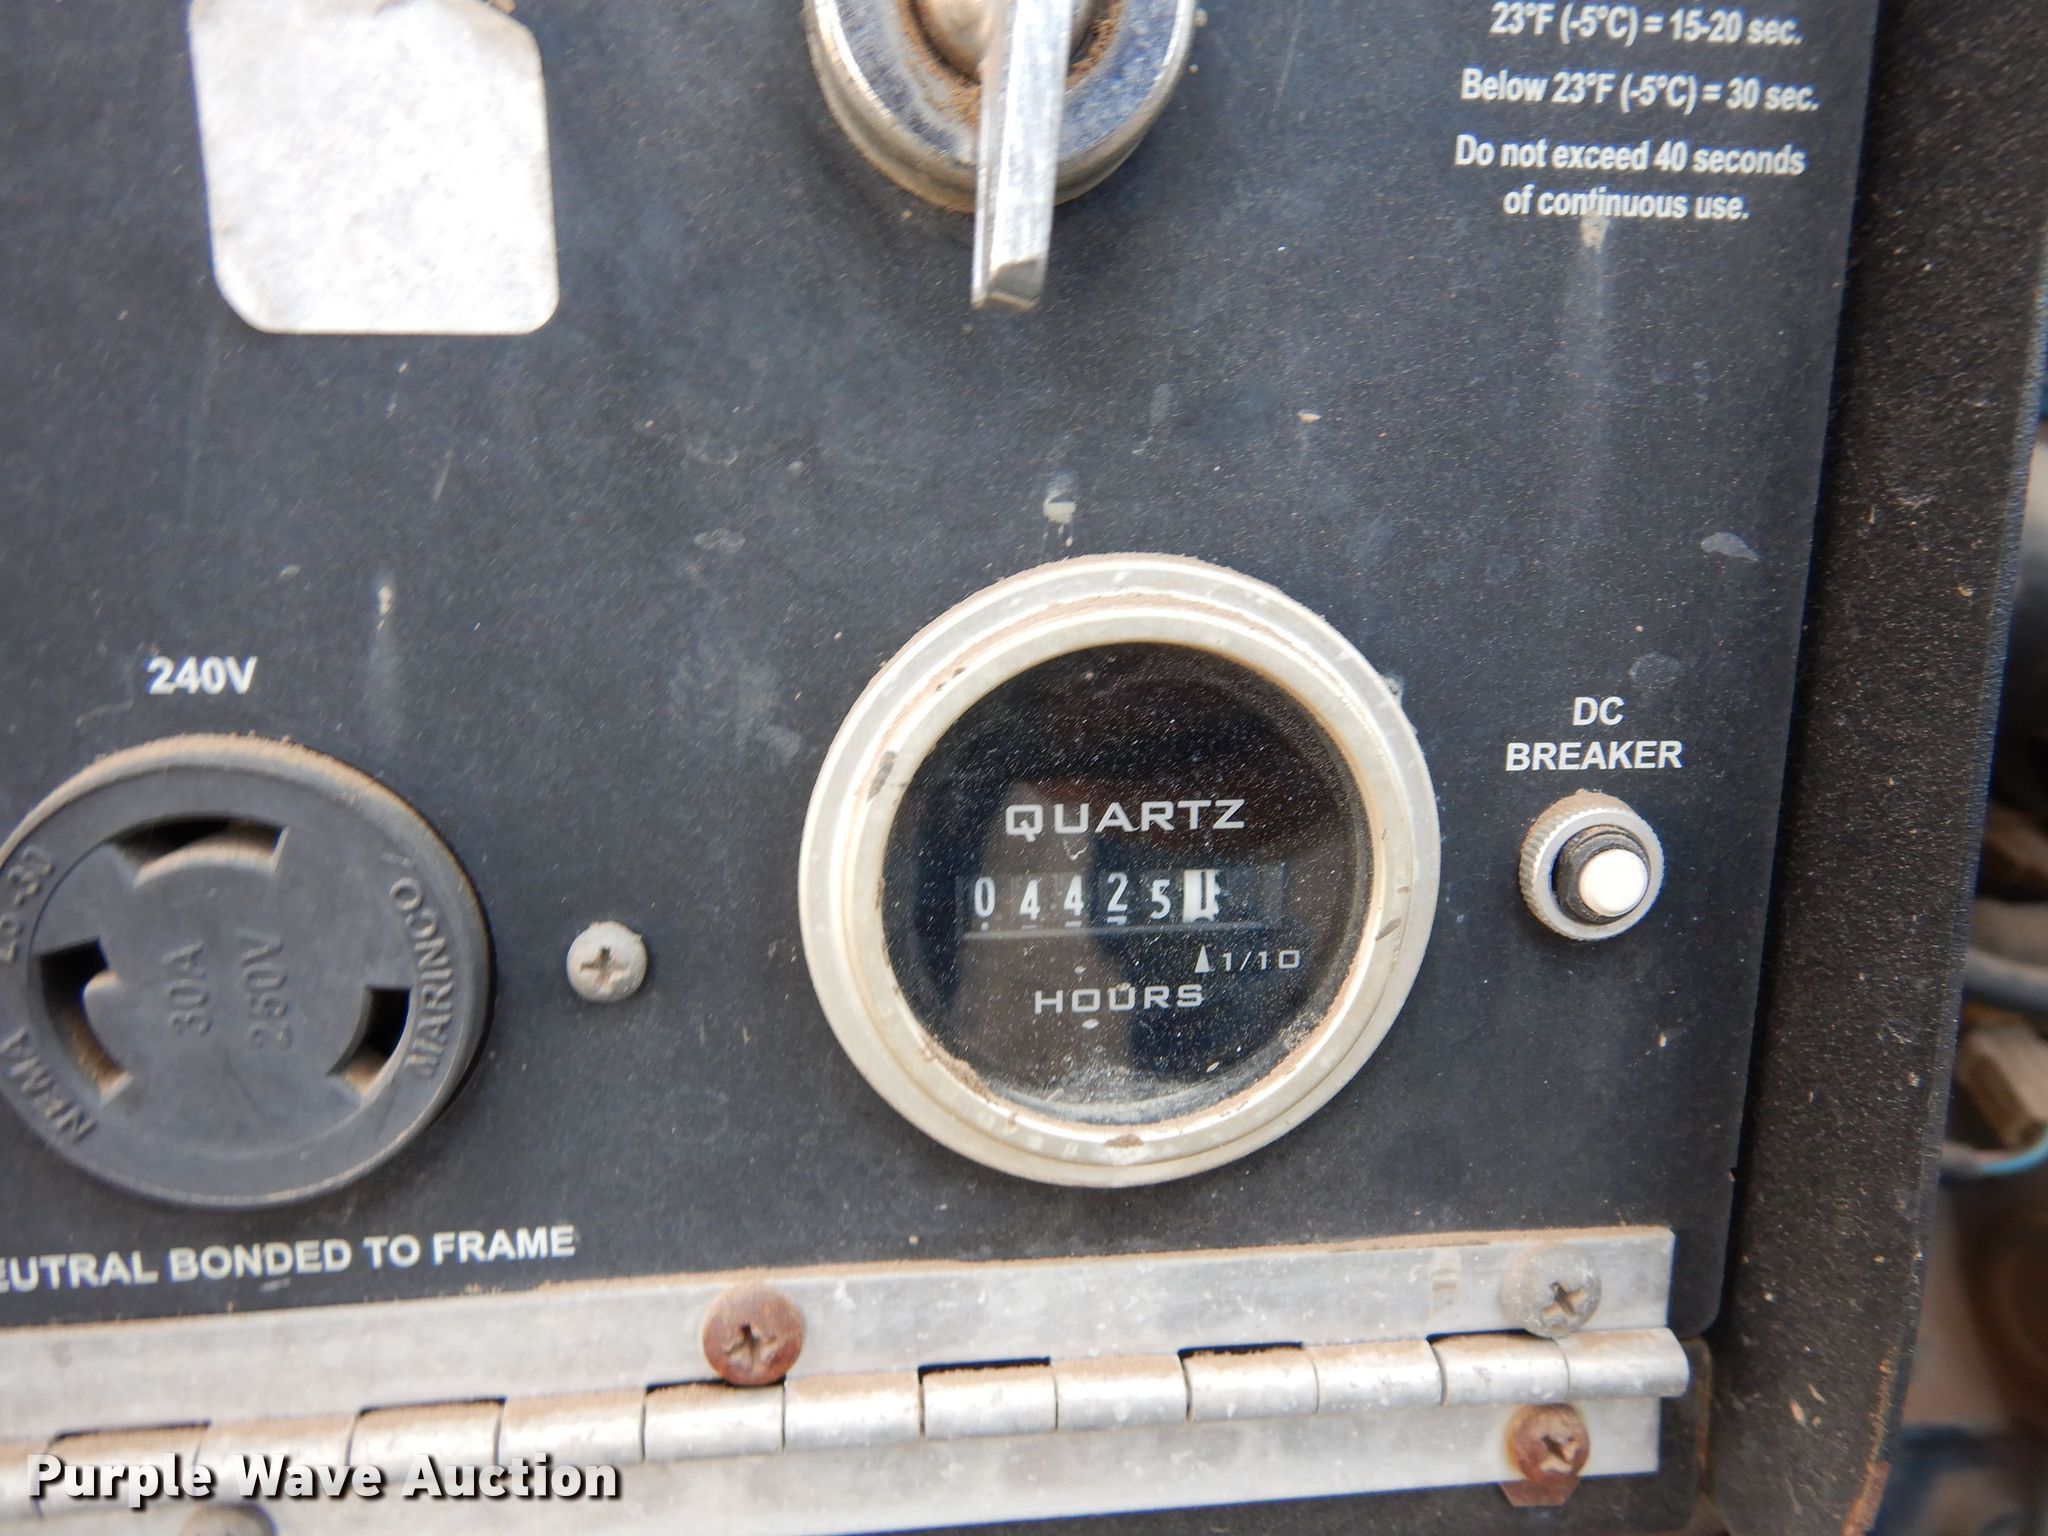 23°F (-5°C) = 15-20 sec.
Below 23°F (-5°C) = 30 sec.
Do not exceed 40 seconds
of continuous use.
240V
DC
BREAKER
MARINCO
30A
250V
NEMA
QUARTZ
04425 1
1/10
HOURS
EUTRAL BONDED TO FRAME
Purple Wave Auction